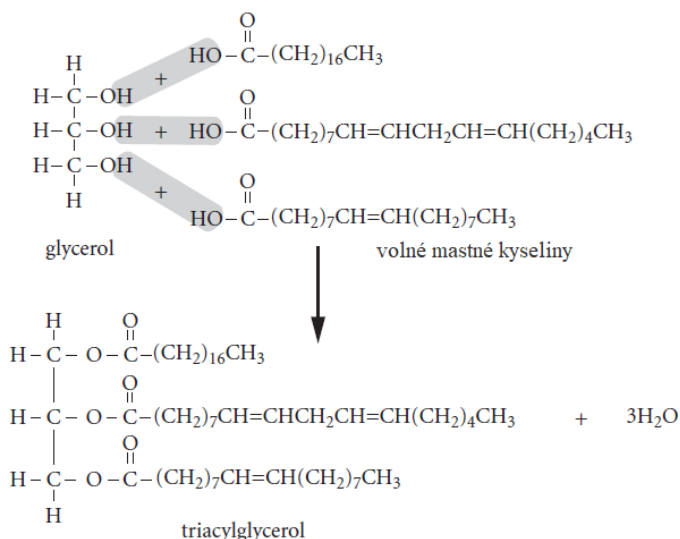 O
HO–C–(CH₂)₁₆CH₃
H
+
H–C–OH
O
H–C–OH + HO–C–(CH₂)₇CH=CHCH₂CH=CH(CH₂)₄CH₃
H–C–OH
O
H
+
HO–C–(CH₂)₇CH=CH(CH₂)₇CH₃
glycerol
volné mastné kyseliny
H O
H–C– O –C–(CH₂)₁₆CH₃
O
H–C– O –C–(CH₂)₇CH=CHCH₂CH=CH(CH₂)₄CH₃ + 3H₂O
O
H–C– O –C–(CH₂)₇CH=CH(CH₂)₇CH₃
H
triacylglycerol